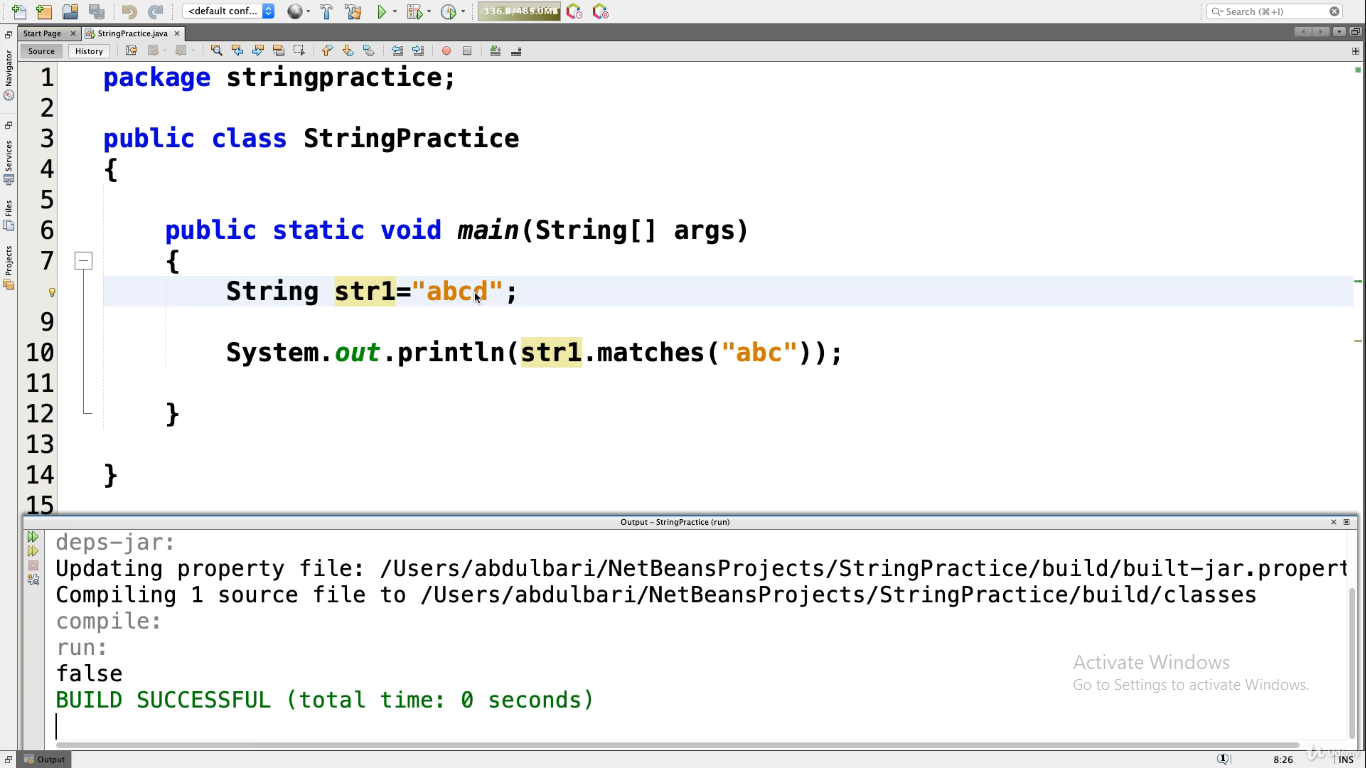 <default conf...
336.8/485.0MB
Search (⌘+I)
Start Page
StringPractice.java
Source
History
Navigator
Services
Files
Projects
1 package stringpractice;
2
3 public class StringPractice
4 {
5
6 public static void main(String[] args)
7 {
String str1="abcd";
9
10 System.out.println(str1.matches("abc"));
11
12 }
13
14 }
15
Output - StringPractice (run)
deps-jar:
Updating property file: /Users/abdulbari/NetBeansProjects/StringPractice/build/built-jar.propert
Compiling 1 source file to /Users/abdulbari/NetBeansProjects/StringPractice/build/classes
compile:
run:
false
BUILD SUCCESSFUL (total time: 0 seconds)
Activate Windows
Go to Settings to activate Windows.
Output
1
8:26
INS
Udemy